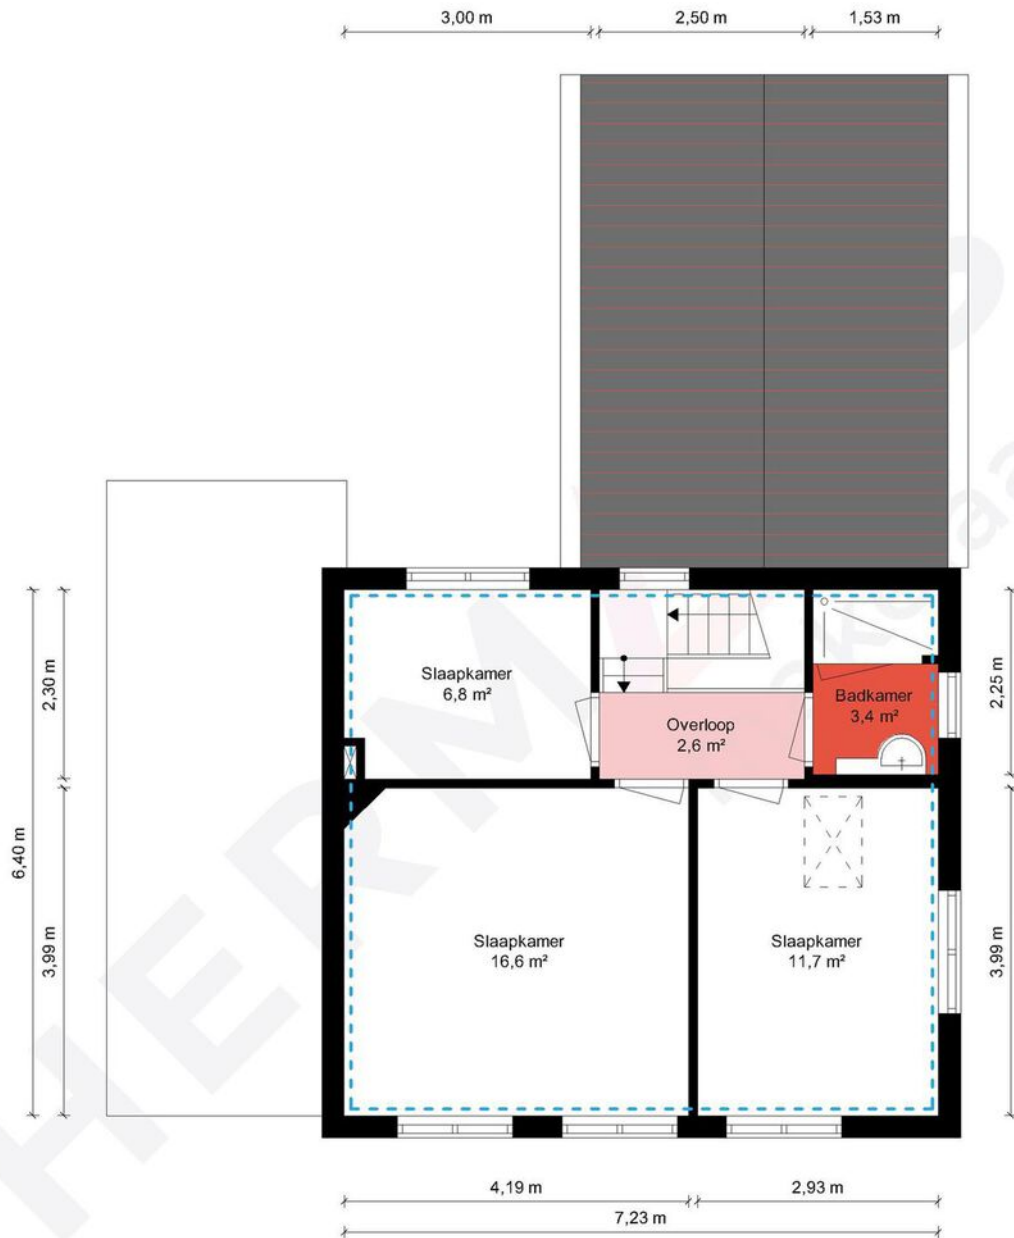 3,00 m
2,50 m
1,53 m
Slaapkamer
6,8 m²
Overloop
2,6 m²
Badkamer
3,4 m²
2,30 m
2,25 m
6,40 m
3,99 m
3,99 m
Slaapkamer
16,6 m²
Slaapkamer
11,7 m²
4,19 m
2,93 m
7,23 m